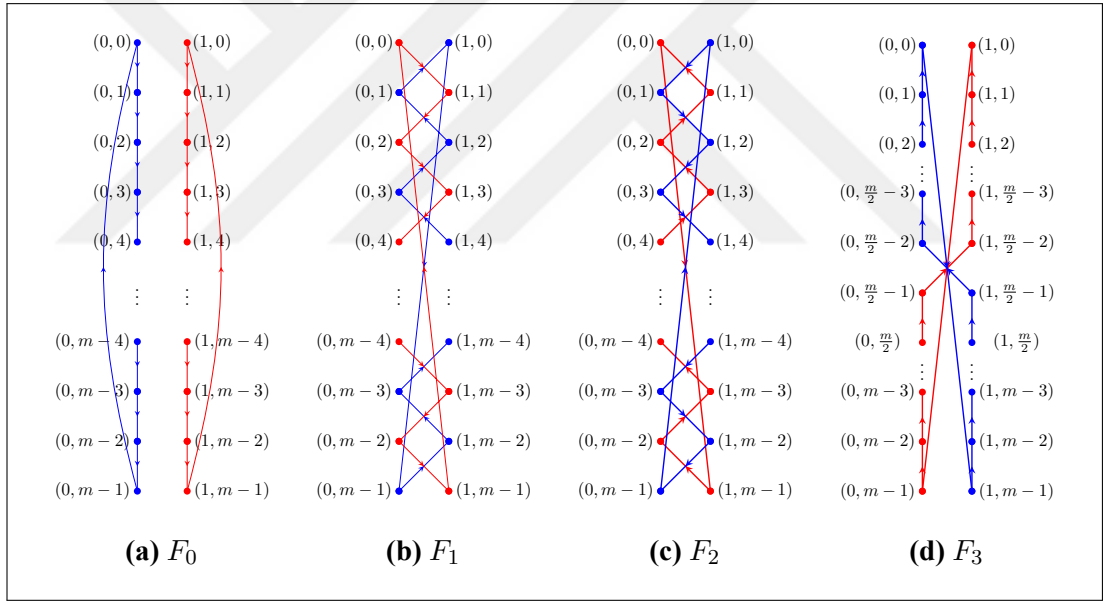 (0, 0) (1, 0) (0, 0) (1, 0) (0, 0) (1, 0) (0, 0) (1, 0)
(0, 1) (1, 1) (0, 1) (1, 1) (0, 1) (1, 1) (0, 1) (1, 1)
(0, 2) (1, 2) (0, 2) (1, 2) (0, 2) (1, 2) (0, 2) (1, 2)
⋮ ⋮
(0, 3) (1, 3) (0, 3) (1, 3) (0, 3) (1, 3) (0, m/2 − 3) (1, m/2 − 3)
(0, 4) (1, 4) (0, 4) (1, 4) (0, 4) (1, 4) (0, m/2 − 2) (1, m/2 − 2)
⋮ ⋮ ⋮ ⋮ ⋮ ⋮ (0, m/2 − 1) (1, m/2 − 1)
(0, m − 4) (1, m − 4) (0, m − 4) (1, m − 4) (0, m − 4) (1, m − 4) (0, m/2) (1, m/2)
⋮ ⋮
(0, m − 3) (1, m − 3) (0, m − 3) (1, m − 3) (0, m − 3) (1, m − 3) (0, m − 3) (1, m − 3)
(0, m − 2) (1, m − 2) (0, m − 2) (1, m − 2) (0, m − 2) (1, m − 2) (0, m − 2) (1, m − 2)
(0, m − 1) (1, m − 1) (0, m − 1) (1, m − 1) (0, m − 1) (1, m − 1) (0, m − 1) (1, m − 1)
(a) F₀ (b) F₁ (c) F₂ (d) F₃